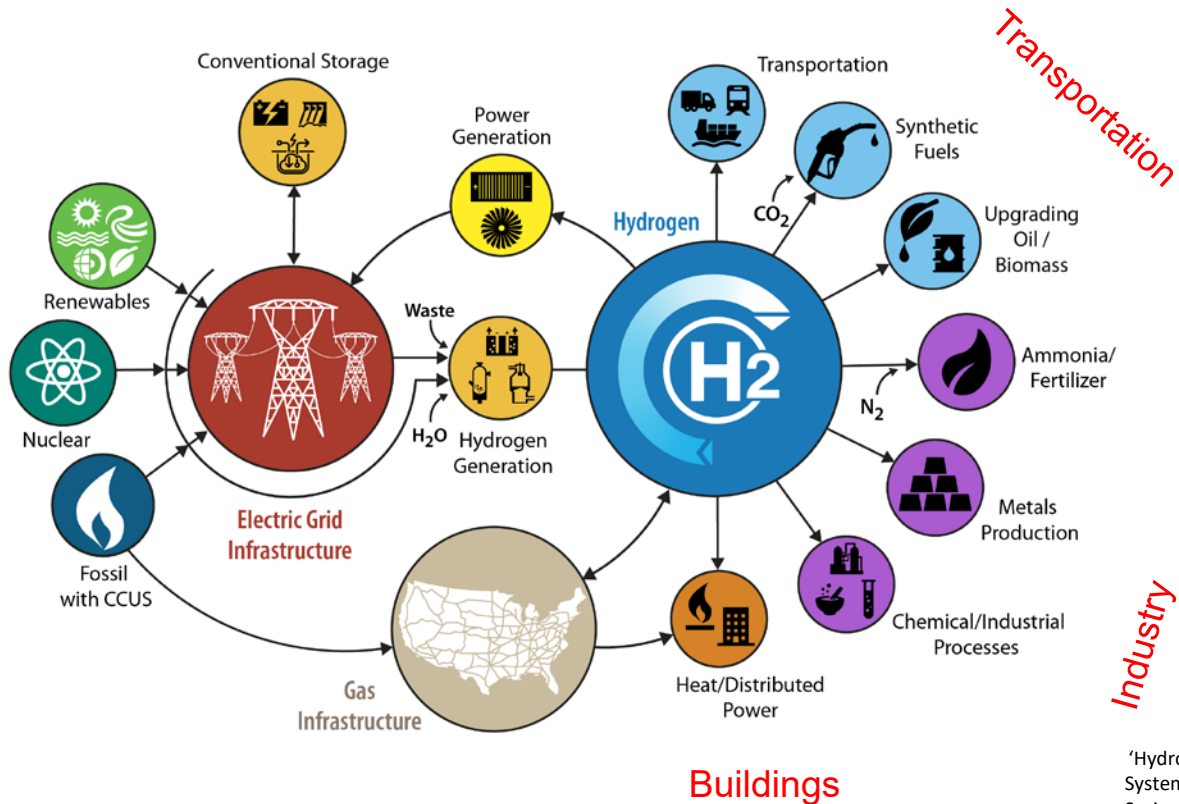 Conventional Storage
Transportation
Transportation
Power
Generation
Synthetic
Fuels
CO2
Hydrogen
Upgrading
Oil /
Biomass
Renewables
Waste
H2
Ammonia/
Fertilizer
N2
Nuclear
H2O
Hydrogen
Generation
Electric Grid
Infrastructure
Metals
Production
Fossil
with CCUS
Chemical/Industrial
Processes
Industry
Gas
Infrastructure
Heat/Distributed
Power
Buildings
‘Hydro
System